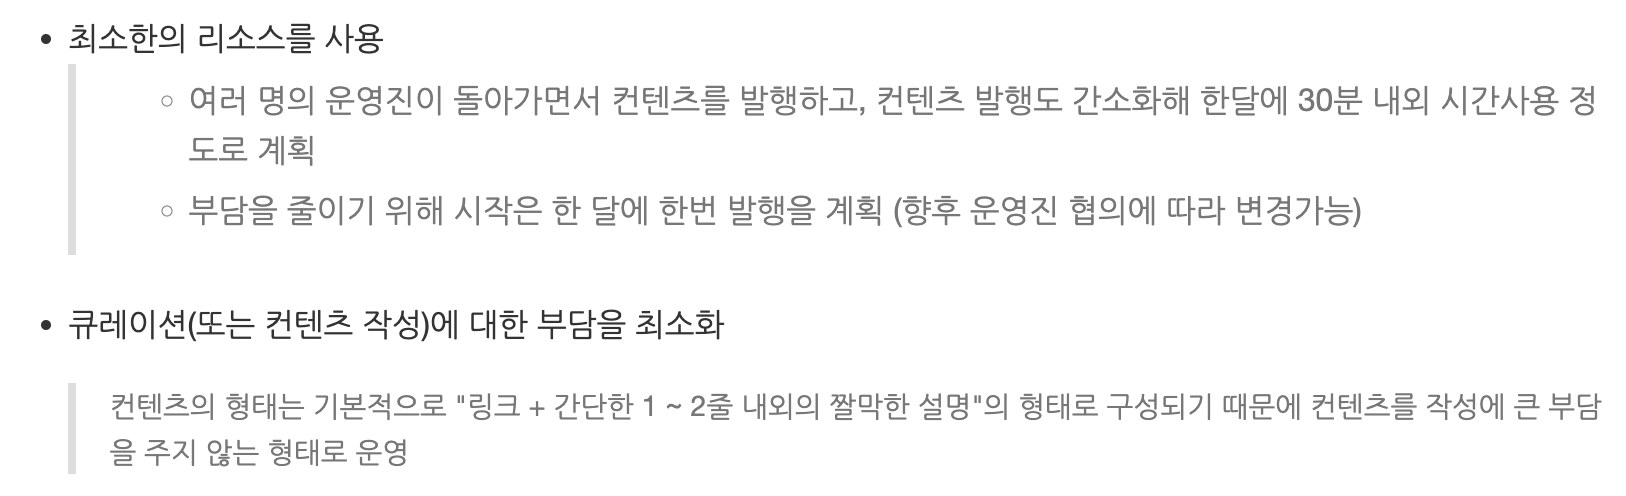 • 최소한의 리소스를 사용
◦ 여러 명의 운영진이 돌아가면서 컨텐츠를 발행하고, 컨텐츠 발행도 간소화해 한달에 30분 내외 시간사용 정
도로 계획
◦ 부담을 줄이기 위해 시작은 한 달에 한번 발행을 계획 (향후 운영진 협의에 따라 변경가능)
• 큐레이션(또는 컨텐츠 작성)에 대한 부담을 최소화
컨텐츠의 형태는 기본적으로 "링크 + 간단한 1 ~ 2줄 내외의 짤막한 설명"의 형태로 구성되기 때문에 컨텐츠를 작성에 큰 부담
을 주지 않는 형태로 운영